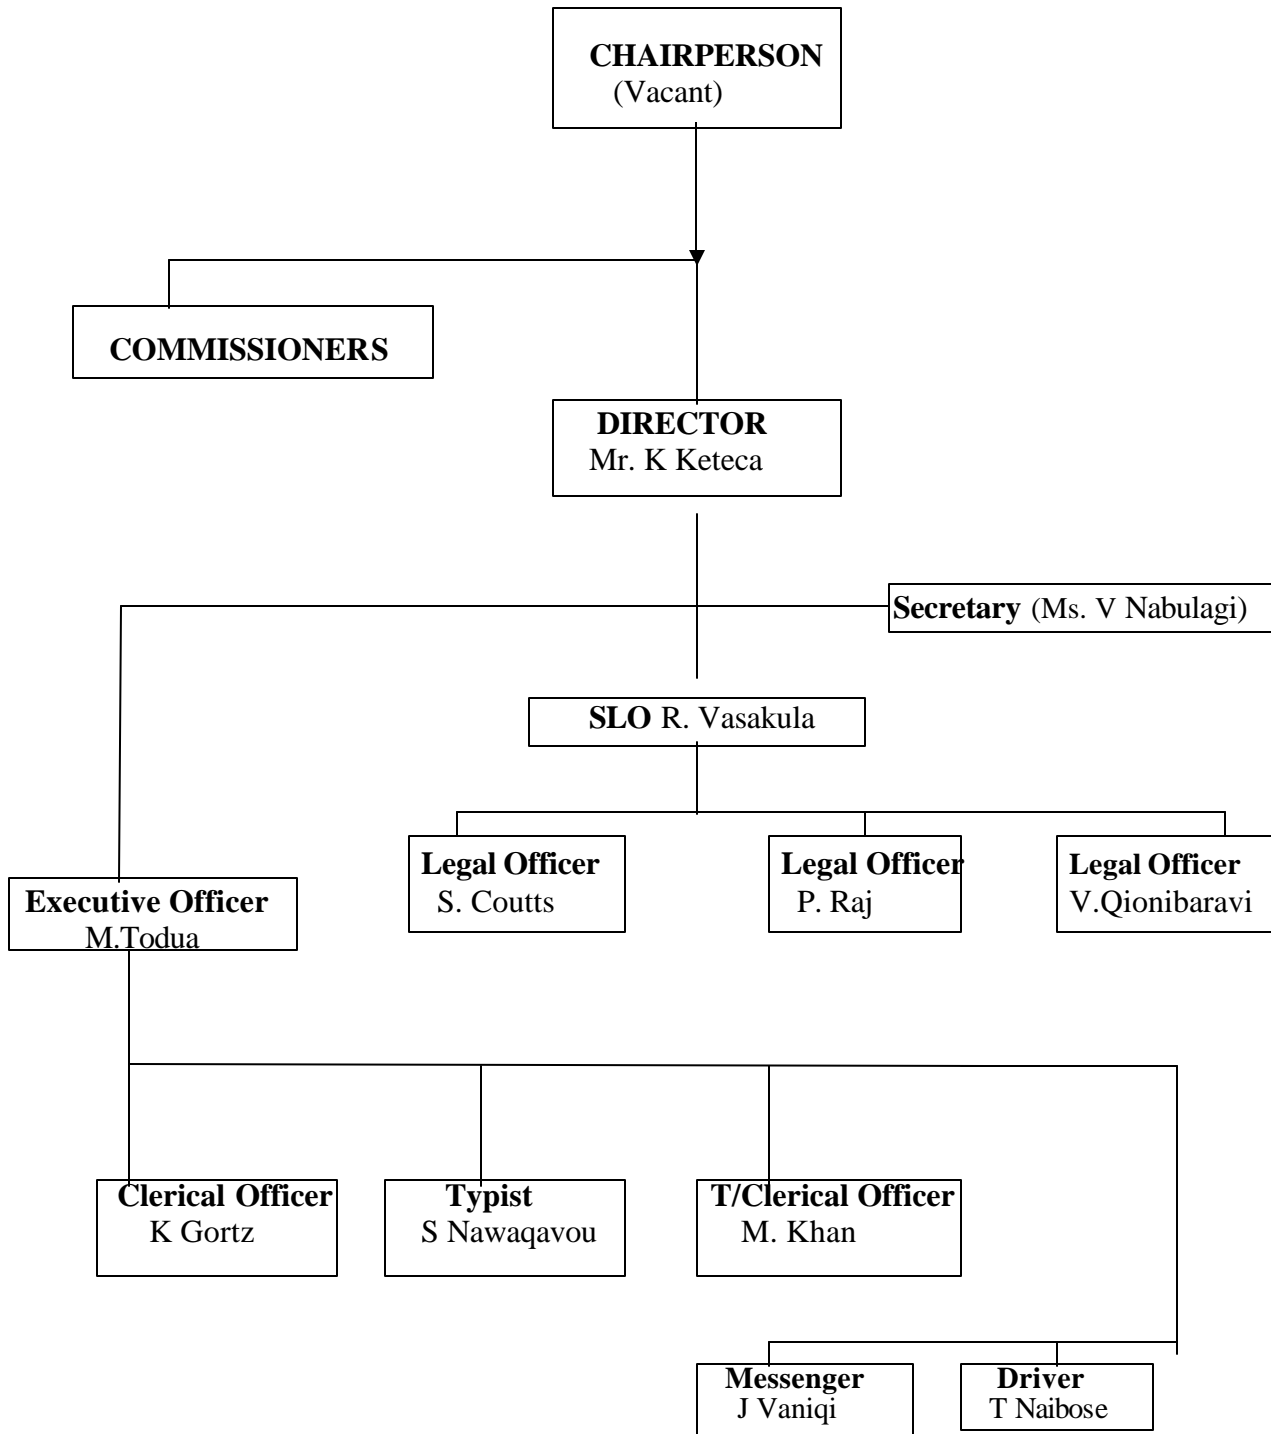 CHAIRPERSON
(Vacant)
COMMISSIONERS
DIRECTOR
Mr. K Keteca
Secretary (Ms. V Nabulagi)
SLO R. Vasakula
Legal Officer
S. Coutts
Legal Officer
P. Raj
Legal Officer
V.Qionibaravi
Executive Officer
M.Todua
Clerical Officer
K Gortz
Typist
S Nawaqavou
T/Clerical Officer
M. Khan
Messenger
J Vaniqi
Driver
T Naibose